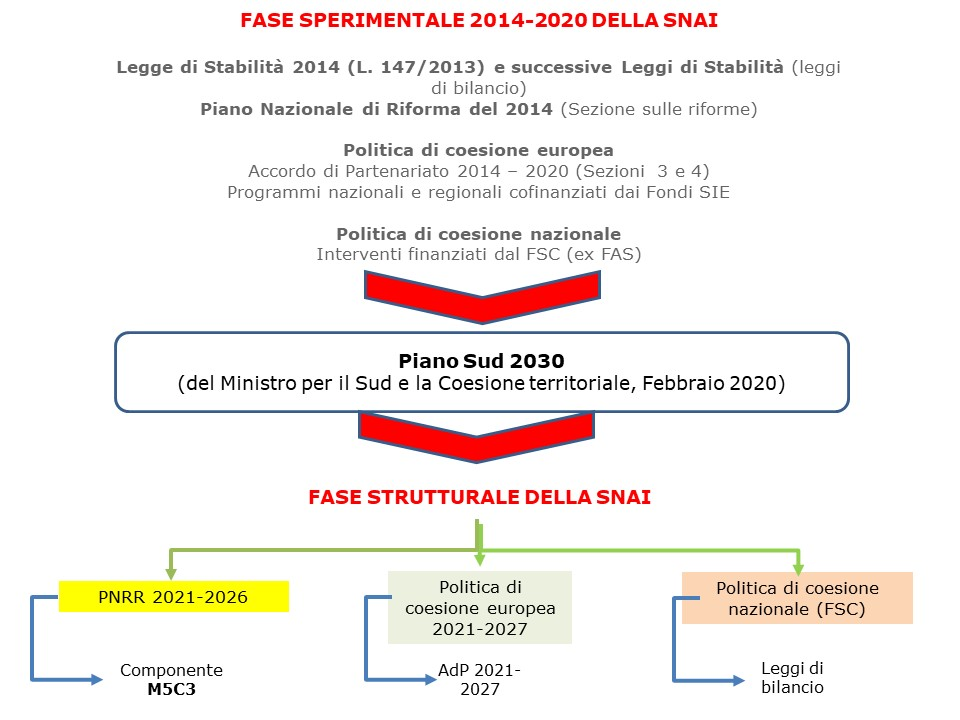 FASE SPERIMENTALE 2014-2020 DELLA SNAI
Legge di Stabilità 2014 (L. 147/2013) e successive Leggi di Stabilità (leggi
di bilancio)
Piano Nazionale di Riforma del 2014 (Sezione sulle riforme)
Politica di coesione europea
Accordo di Partenariato 2014 – 2020 (Sezioni 3 e 4)
Programmi nazionali e regionali cofinanziati dai Fondi SIE
Politica di coesione nazionale
Interventi finanziati dal FSC (ex FAS)
Piano Sud 2030
(del Ministro per il Sud e la Coesione territoriale, Febbraio 2020)
FASE STRUTTURALE DELLA SNAI
PNRR 2021-2026
Componente
M5C3
Politica di
coesione europea
2021-2027
AdP 2021-
2027
Politica di coesione
nazionale (FSC)
Leggi di
bilancio